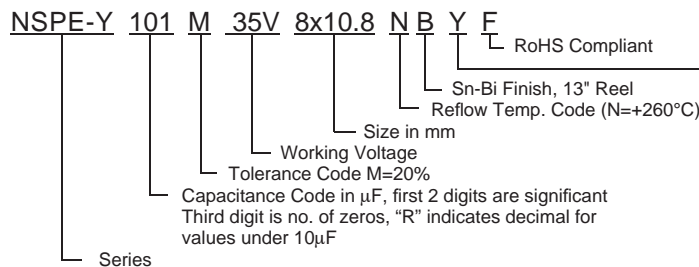 NSPE-Y 101 M 35V 8x10.8 N B Y F
RoHS Compliant
Sn-Bi Finish, 13" Reel
Reflow Temp. Code (N=+260°C)
Size in mm
Working Voltage
Tolerance Code M=20%
Capacitance Code in μF, first 2 digits are significant
Third digit is no. of zeros, “R” indicates decimal for
values under 10μF
Series